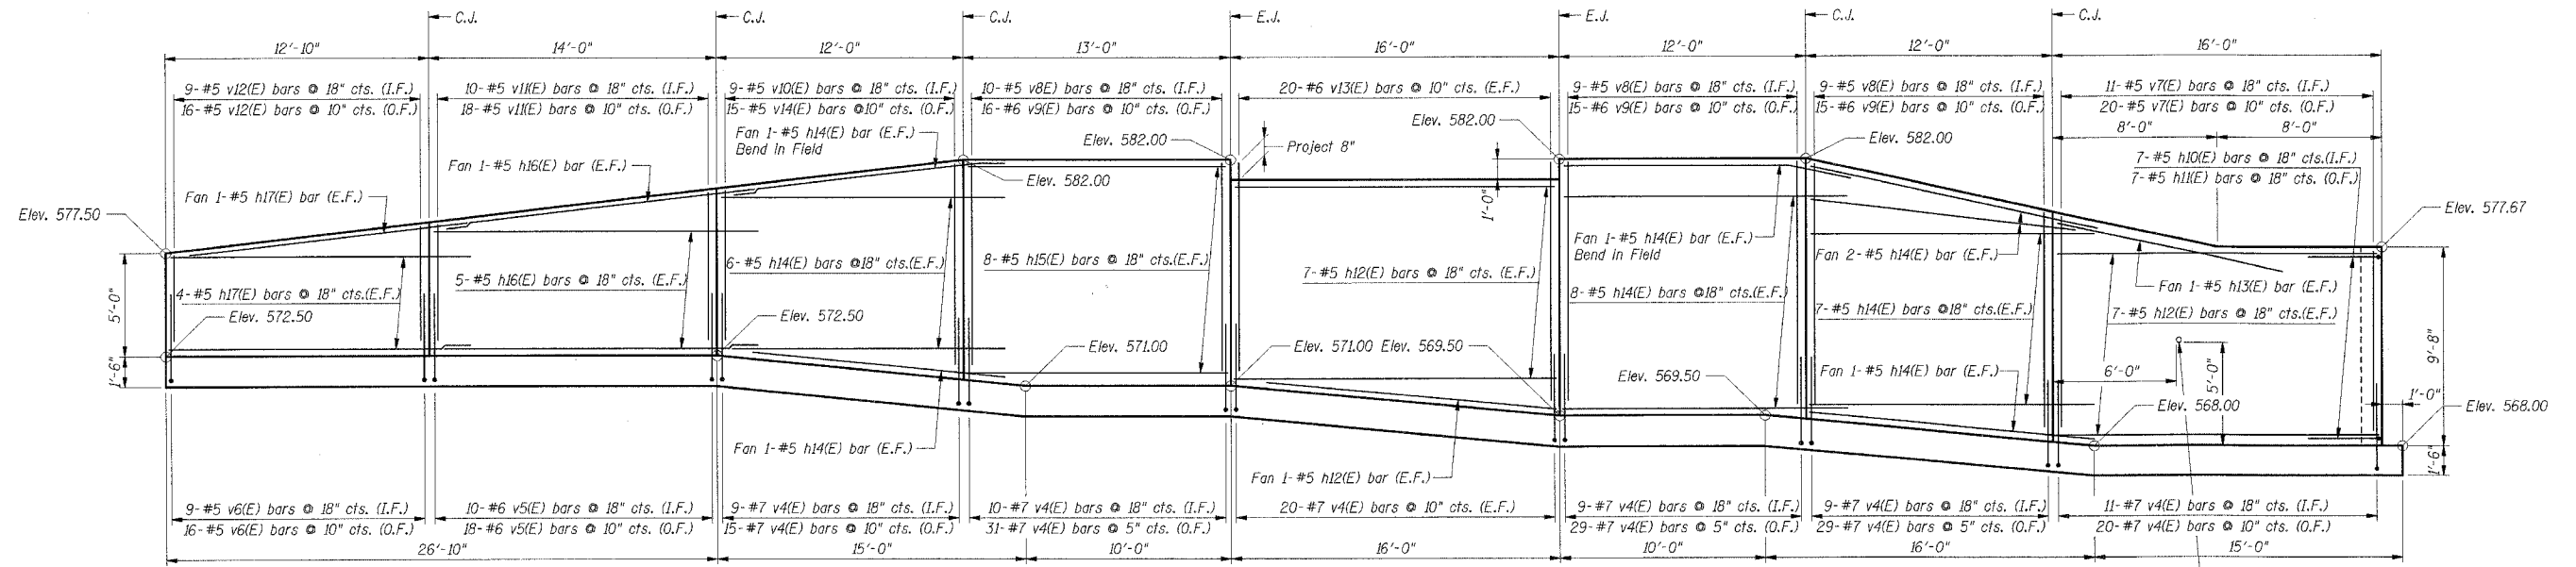 C.J.
C.J.
C.J.
E.J.
E.J.
C.J.
C.J.
12'-10"
14'-0"
12'-0"
13'-0"
16'-0"
12'-0"
12'-0"
16'-0"
9-#5 v12(E) bars @ 18" cts. (I.F.)
16-#5 v12(E) bars @ 10" cts. (O.F.)
10-#5 v11(E) bars @ 18" cts. (I.F.)
18-#5 v11(E) bars @ 10" cts. (O.F.)
9-#5 v10(E) bars @ 18" cts. (I.F.)
15-#5 v14(E) bars @10" cts. (O.F.)
10-#5 v8(E) bars @ 18" cts. (I.F.)
16-#6 v9(E) bars @ 10" cts. (O.F.)
20-#6 v13(E) bars @ 10" cts. (E.F.)
9-#5 v8(E) bars @ 18" cts. (I.F.)
15-#6 v9(E) bars @ 10" cts. (O.F.)
9-#5 v8(E) bars @ 18" cts. (I.F.)
15-#6 v9(E) bars @ 10" cts. (O.F.)
11-#5 v7(E) bars @ 18" cts. (I.F.)
20-#5 v7(E) bars @ 10" cts. (O.F.)
8'-0"
8'-0"
Fan 1-#5 h14(E) bar (E.F.)
Bend in Field
Elev. 582.00
Project 8"
Elev. 582.00
Elev. 582.00
7-#5 h10(E) bars @ 18" cts.(I.F.)
7-#5 h11(E) bars @ 18" cts. (O.F.)
Fan 1-#5 h16(E) bar (E.F.)
Fan 1-#5 h17(E) bar (E.F.)
Elev. 582.00
1'-0"
Elev. 577.50
Elev. 577.67
Fan 1-#5 h14(E) bar (E.F.)
Bend in Field
Fan 2-#5 h14(E) bar (E.F.)
6-#5 h14(E) bars @18" cts.(E.F.)
8-#5 h15(E) bars @ 18" cts. (E.F.)
7-#5 h12(E) bars @ 18" cts. (E.F.)
5-#5 h16(E) bars @ 18" cts. (E.F.)
4-#5 h17(E) bars @ 18" cts.(E.F.)
8-#5 h14(E) bars @18" cts.(E.F.)
Fan 1-#5 h13(E) bar (E.F.)
7-#5 h14(E) bars @ 18" cts.(E.F.)
7-#5 h12(E) bars @ 18" cts.(E.F.)
5'-0"
Elev. 572.50
Elev. 572.50
Elev. 571.00
Elev. 571.00
Elev. 569.50
9'-8"
1'-6"
Elev. 569.50
Fan 1-#5 h14(E) bar (E.F.)
6'-0"
5'-0"
1'-0"
Elev. 568.00
Elev. 568.00
Fan 1-#5 h14(E) bar (E.F.)
Fan 1-#5 h12(E) bar (E.F.)
1'-6"
9-#5 v6(E) bars @ 18" cts. (I.F.)
16-#5 v6(E) bars @ 10" cts. (O.F.)
10-#6 v5(E) bars @ 18" cts. (I.F.)
18-#6 v5(E) bars @ 10" cts. (O.F.)
9-#7 v4(E) bars @ 18" cts. (I.F.)
15-#7 v4(E) bars @ 10" cts. (O.F.)
10-#7 v4(E) bars @ 18" cts. (I.F.)
31-#7 v4(E) bars @ 5" cts. (O.F.)
20-#7 v4(E) bars @ 10" cts. (E.F.)
9-#7 v4(E) bars @ 18" cts. (I.F.)
29-#7 v4(E) bars @ 5" cts. (O.F.)
9-#7 v4(E) bars @ 18" cts. (I.F.)
29-#7 v4(E) bars @ 5" cts. (O.F.)
11-#7 v4(E) bars @ 18" cts. (I.F.)
20-#7 v4(E) bars @ 10" cts. (O.F.)
26'-10"
15'-0"
10'-0"
16'-0"
10'-0"
16'-0"
15'-0"